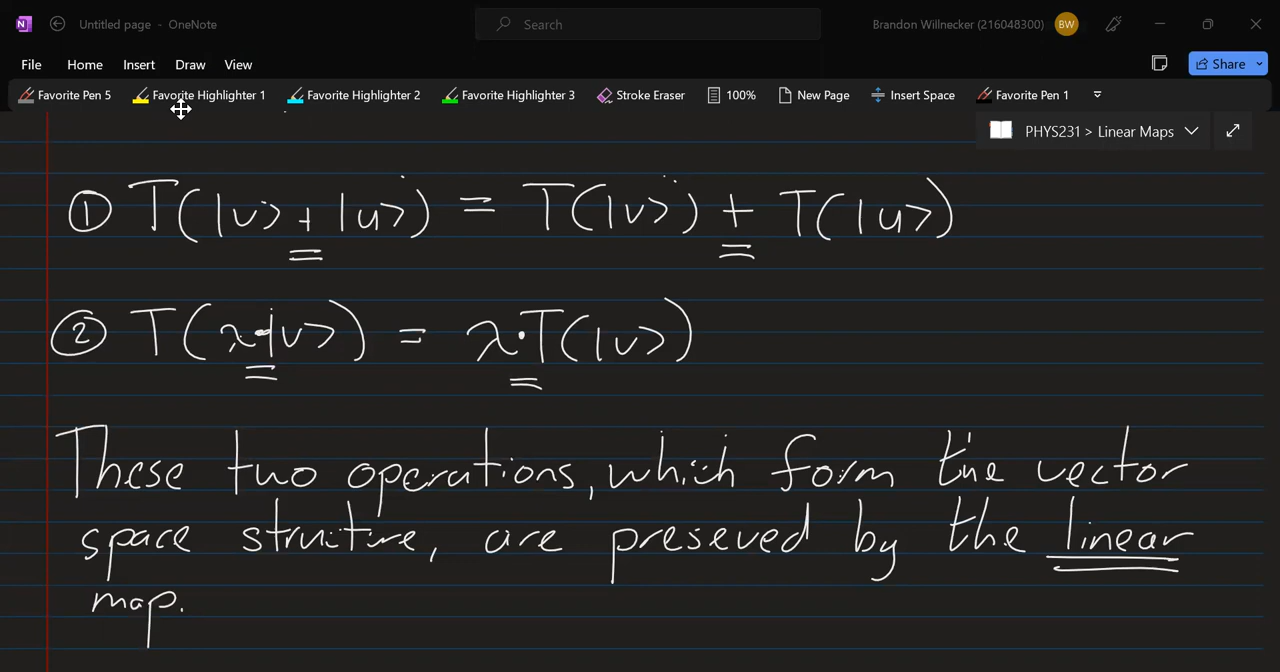 Untitled page - OneNote
Search
Brandon Willnecker (216048300) BW
File Home Insert Draw View Share
Favorite Pen 5 Favorite Highlighter 1 Favorite Highlighter 2 Favorite Highlighter 3 Stroke Eraser 100% New Page Insert Space Favorite Pen 1
PHYS231 > Linear Maps
① T(|v> + |u>) = T(|v>) + T(|u>)
② T(λ·|v>) = λ·T(|v>)
These two operations, which form the vector
space structure, are preseved by the linear
map.